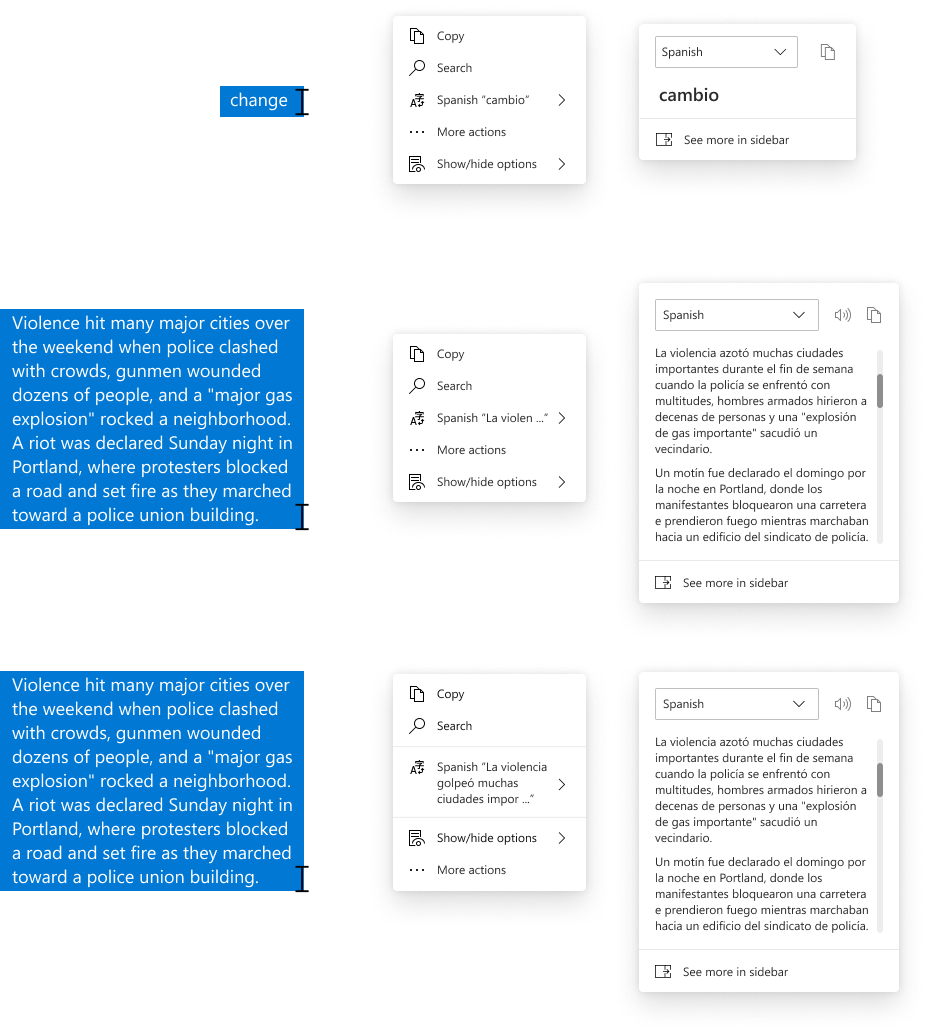 change
Copy
Search
Spanish “cambio”
More actions
Show/hide options
Spanish
cambio
See more in sidebar
Violence hit many major cities over
the weekend when police clashed
with crowds, gunmen wounded
dozens of people, and a "major gas
explosion" rocked a neighborhood.
A riot was declared Sunday night in
Portland, where protesters blocked
a road and set fire as they marched
toward a police union building.
Copy
Search
Spanish “La violen ...”
More actions
Show/hide options
Spanish
La violencia azotó muchas ciudades
importantes durante el fin de semana
cuando la policía se enfrentó con
multitudes, hombres armados hirieron a
decenas de personas y una "explosión
de gas importante" sacudió un
vecindario.
Un motín fue declarado el domingo por
la noche en Portland, donde los
manifestantes bloquearon una carretera
e prendieron fuego mientras marchaban
hacia un edificio del sindicato de policía.
See more in sidebar
Violence hit many major cities over
the weekend when police clashed
with crowds, gunmen wounded
dozens of people, and a "major gas
explosion" rocked a neighborhood.
A riot was declared Sunday night in
Portland, where protesters blocked
a road and set fire as they marched
toward a police union building.
Copy
Search
Spanish “La violencia
golpeó muchas
ciudades impor ...”
Show/hide options
More actions
Spanish
La violencia azotó muchas ciudades
importantes durante el fin de semana
cuando la policía se enfrentó con
multitudes, hombres armados hirieron a
decenas de personas y una "explosión
de gas importante" sacudió un
vecindario.
Un motín fue declarado el domingo por
la noche en Portland, donde los
manifestantes bloquearon una carretera
e prendieron fuego mientras marchaban
hacia un edificio del sindicato de policía.
See more in sidebar